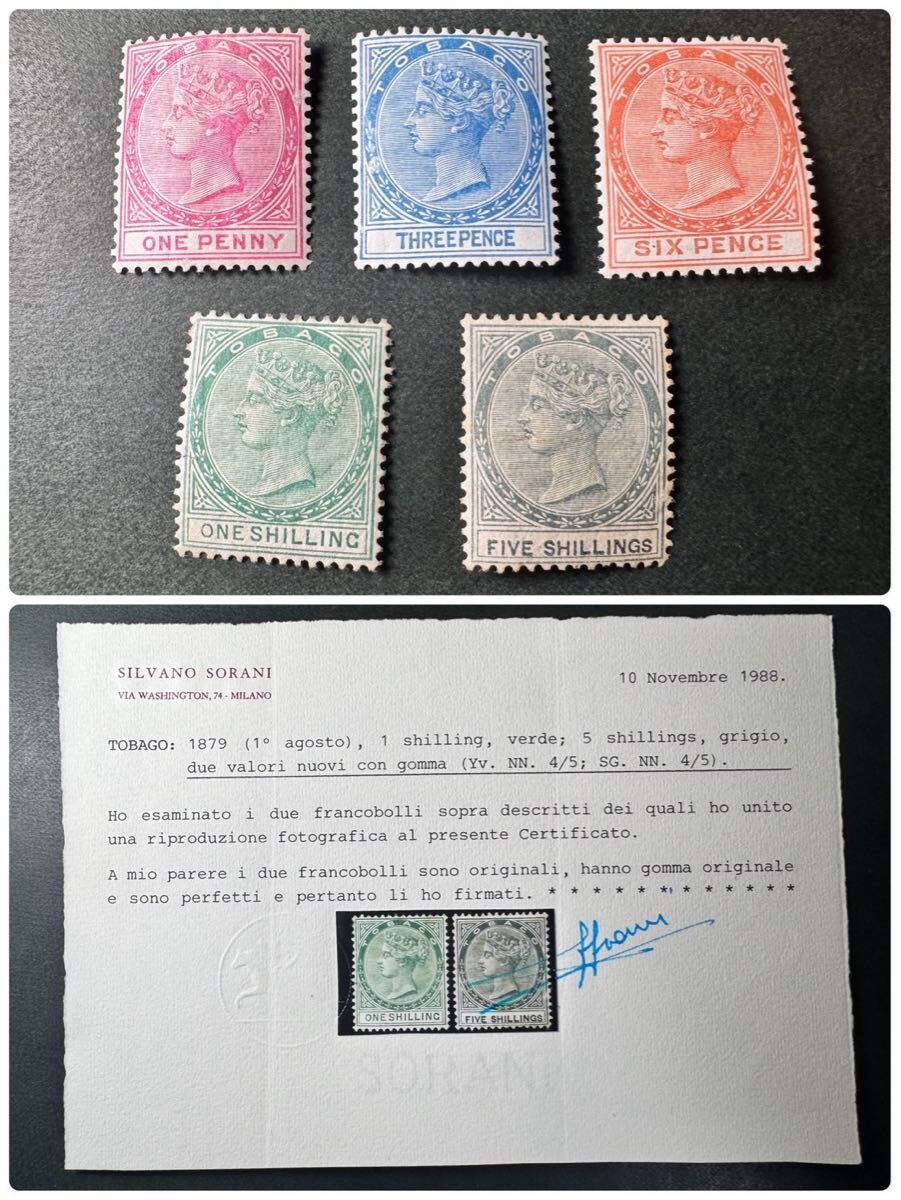 TOBACO
ONE PENNY
TOBACO
THREEPENCE
TOBACO
SIX PENCE
TOBACO
ONE SHILLING
TOBACO
FIVE SHILLINGS
SILVANO SORANI
VIA WASHINGTON, 74 - MILANO
10 Novembre 1988.
TOBACO: 1879 (1° agosto), 1 shilling, verde; 5 shillings, grigio,
due valori nuovi con gomma (Yv. NN. 4/5; SG. NN. 4/5).
Ho esaminato i due francobolli sopra descritti dei quali ho unito
una riproduzione fotografica al presente Certificato.
A mio parere i due francobolli sono originali, hanno gomma originale
e sono perfetti e pertanto li ho firmati. * * * * * * * * * * * *
TOBACO
ONE SHILLING
TOBACO
FIVE SHILLINGS
SORANI